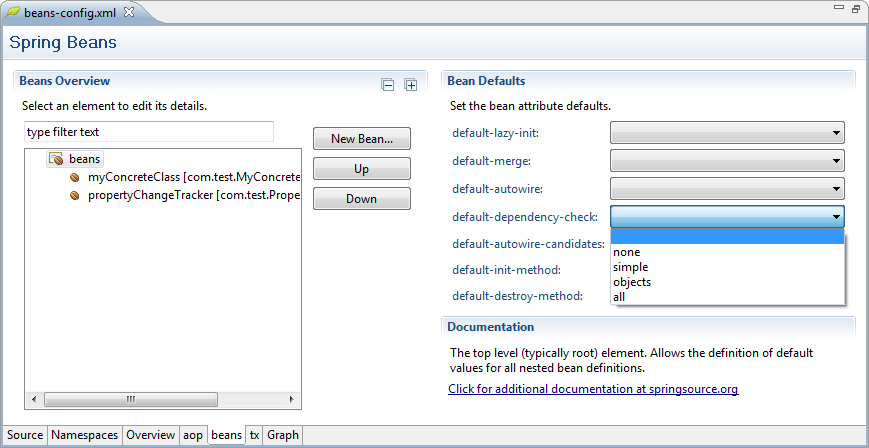 beans-config.xml
Spring Beans
Beans Overview
Select an element to edit its details.
type filter text
beans
myConcreteClass [com.test.MyConcrete
propertyChangeTracker [com.test.Prope
New Bean...
Up
Down
Bean Defaults
Set the bean attribute defaults.
default-lazy-init:
default-merge:
default-autowire:
default-dependency-check:
default-autowire-candidates:
default-init-method:
default-destroy-method:
none
simple
objects
all
Documentation
The top level (typically root) element. Allows the definition of default
values for all nested bean definitions.
Click for additional documentation at springsource.org
Source Namespaces Overview aop beans tx Graph